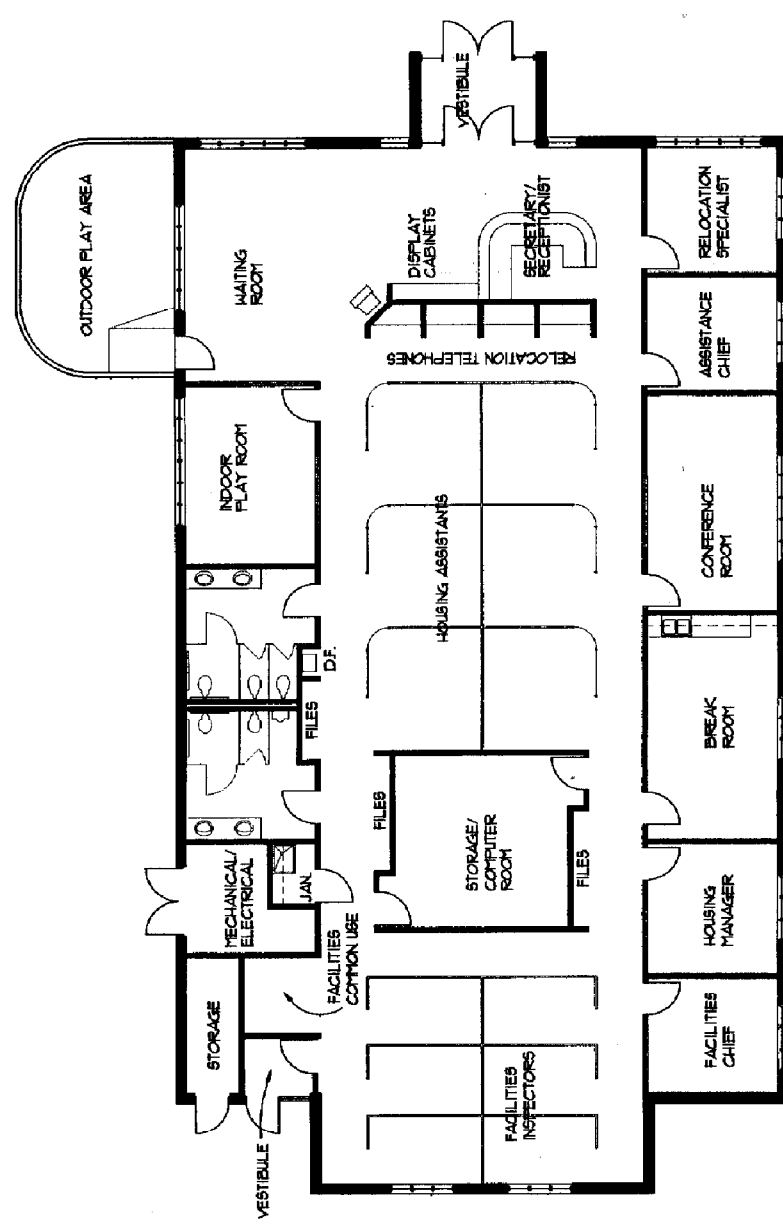 VESTIBULE
OUTDOOR PLAY AREA
WAITING
ROOM
DISPLAY
CABINETS
SECRETARY/
RECEPTIONIST
RELOCATION
SPECIALIST
RELOCATION TELEPHONES
ASSISTANCE
CHIEF
INDOOR
PLAY ROOM
HOUSING ASSISTANTS
CONFERENCE
ROOM
D.F.
FILES
BREAK
ROOM
FILES
STORAGE/
COMPUTER
ROOM
FILES
MECHANICAL/
ELECTRICAL
JAN.
HOUSING
MANAGER
FACILITIES
COMMON USE
STORAGE
FACILITIES
CHIEF
FACILITIES
INSPECTORS
VESTIBULE